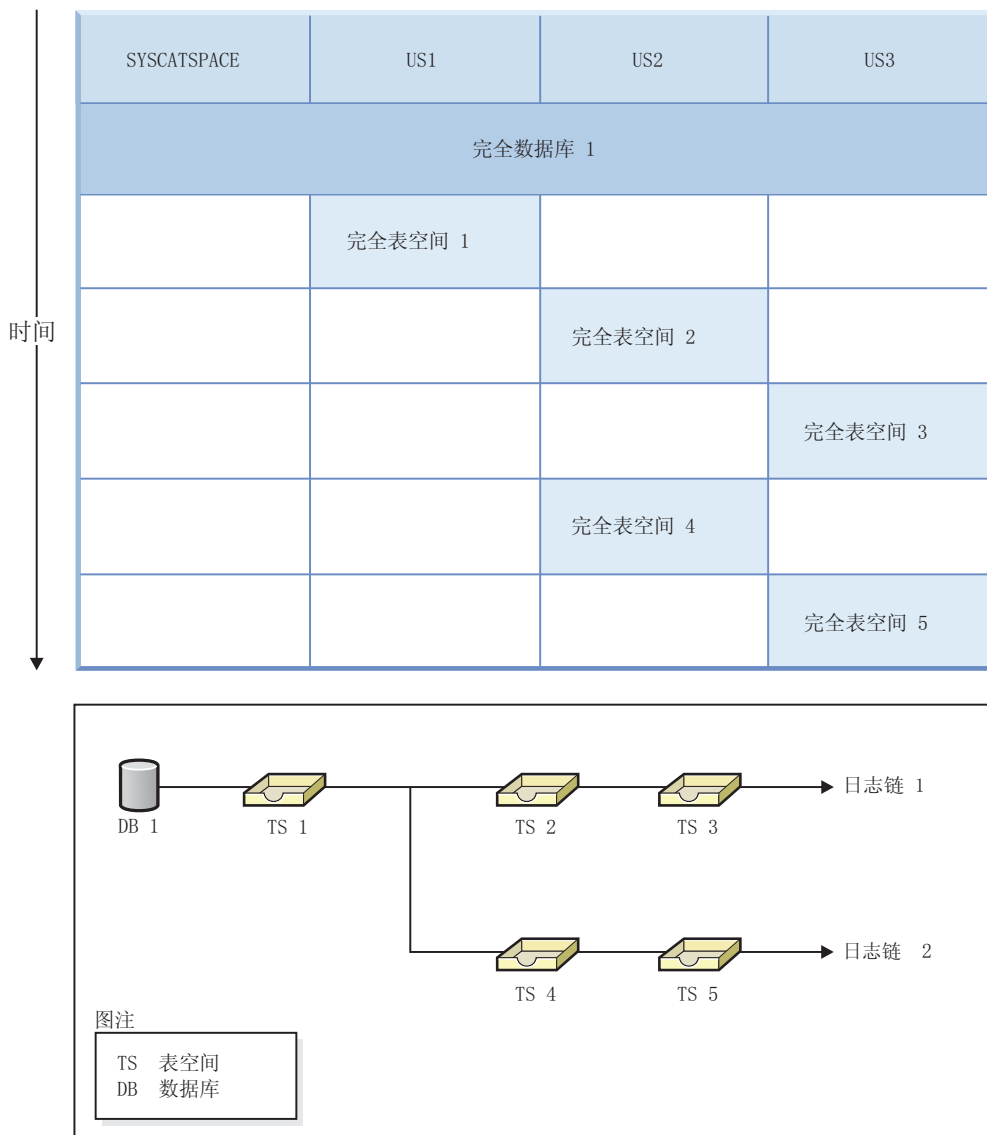 SYSCATSPACE US1 US2 US3
完全数据库 1
完全表空间 1
完全表空间 2
时间
完全表空间 3
完全表空间 4
完全表空间 5
日志链 1
DB 1 TS 1 TS 2 TS 3
日志链 2
TS 4 TS 5
图注
TS 表空间
DB 数据库